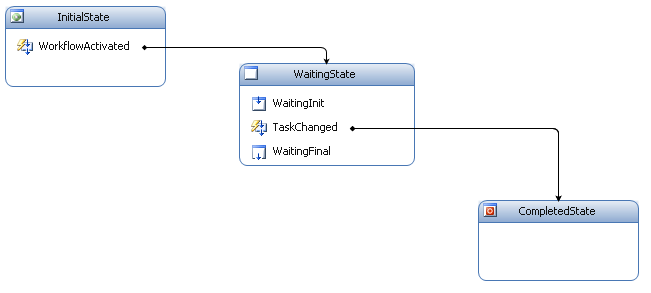 InitialState
WorkflowActivated
WaitingState
WaitingInit
TaskChanged
WaitingFinal
CompletedState